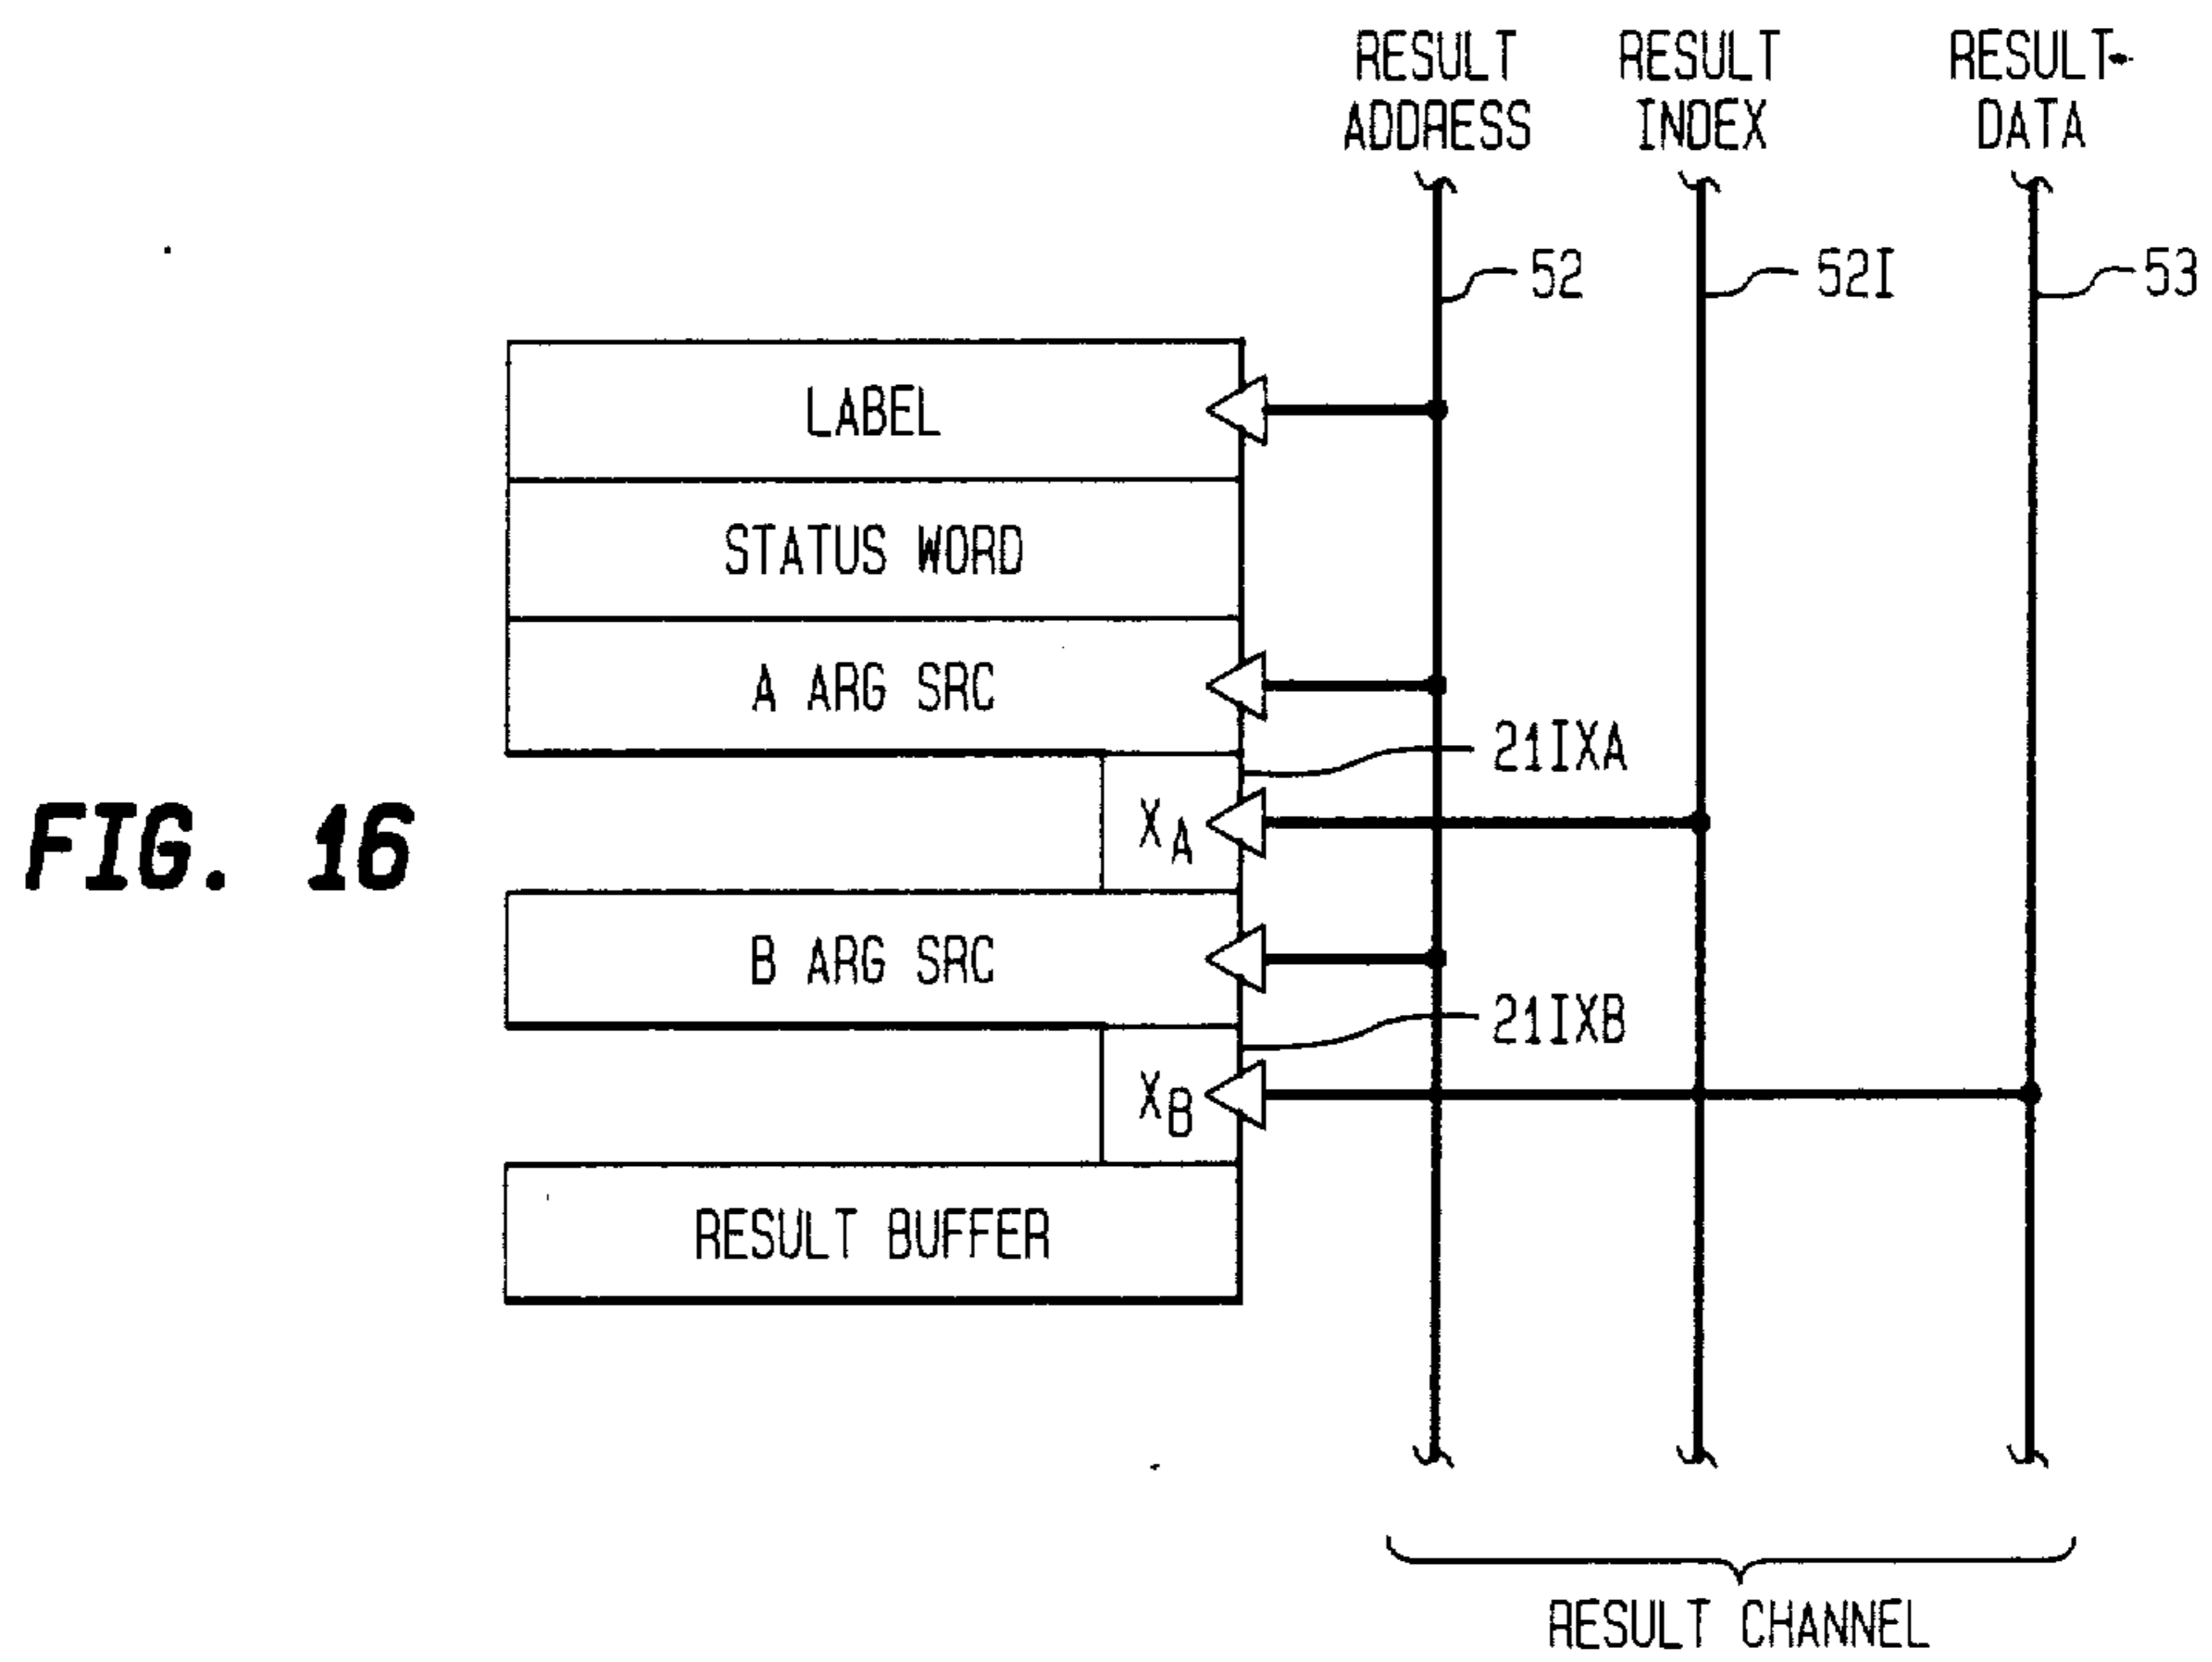 RESULT ADDRESS
RESULT INDEX
RESULT DATA
52
52I
53
LABEL
STATUS WORD
A ARG SRC
21IXA
XA
FIG. 16
B ARG SRC
21IXB
XB
RESULT BUFFER
RESULT CHANNEL